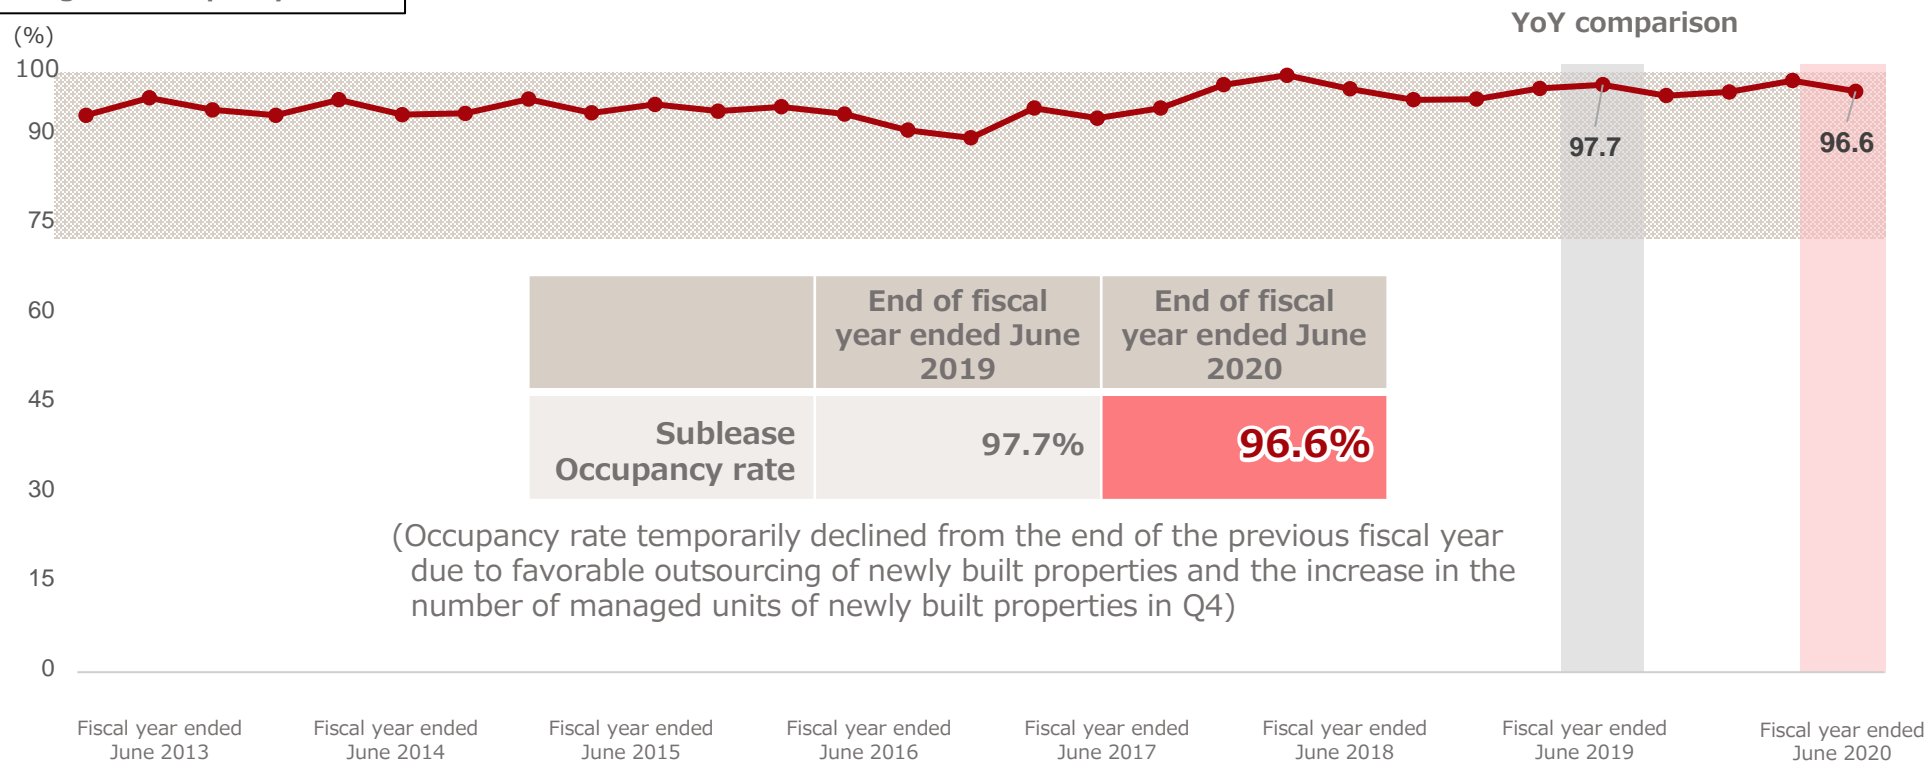 YoY comparison
(%)
100
90
75
60
45
30
15
0
97.7
96.6
End of fiscal
year ended June
2019
End of fiscal
year ended June
2020
Sublease
Occupancy rate
97.7%
96.6%
(Occupancy rate temporarily declined from the end of the previous fiscal year
due to favorable outsourcing of newly built properties and the increase in the
number of managed units of newly built properties in Q4)
Fiscal year ended
June 2013
Fiscal year ended
June 2014
Fiscal year ended
June 2015
Fiscal year ended
June 2016
Fiscal year ended
June 2017
Fiscal year ended
June 2018
Fiscal year ended
June 2019
Fiscal year ended
June 2020